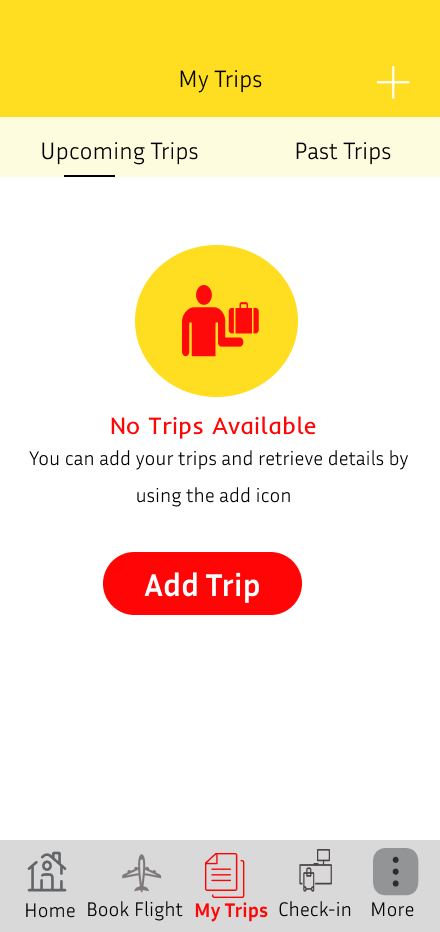 My Trips
Upcoming Trips
Past Trips
No Trips Available
You can add your trips and retrieve details by
using the add icon
Add Trip
Home
Book Flight
My Trips
Check-in
More